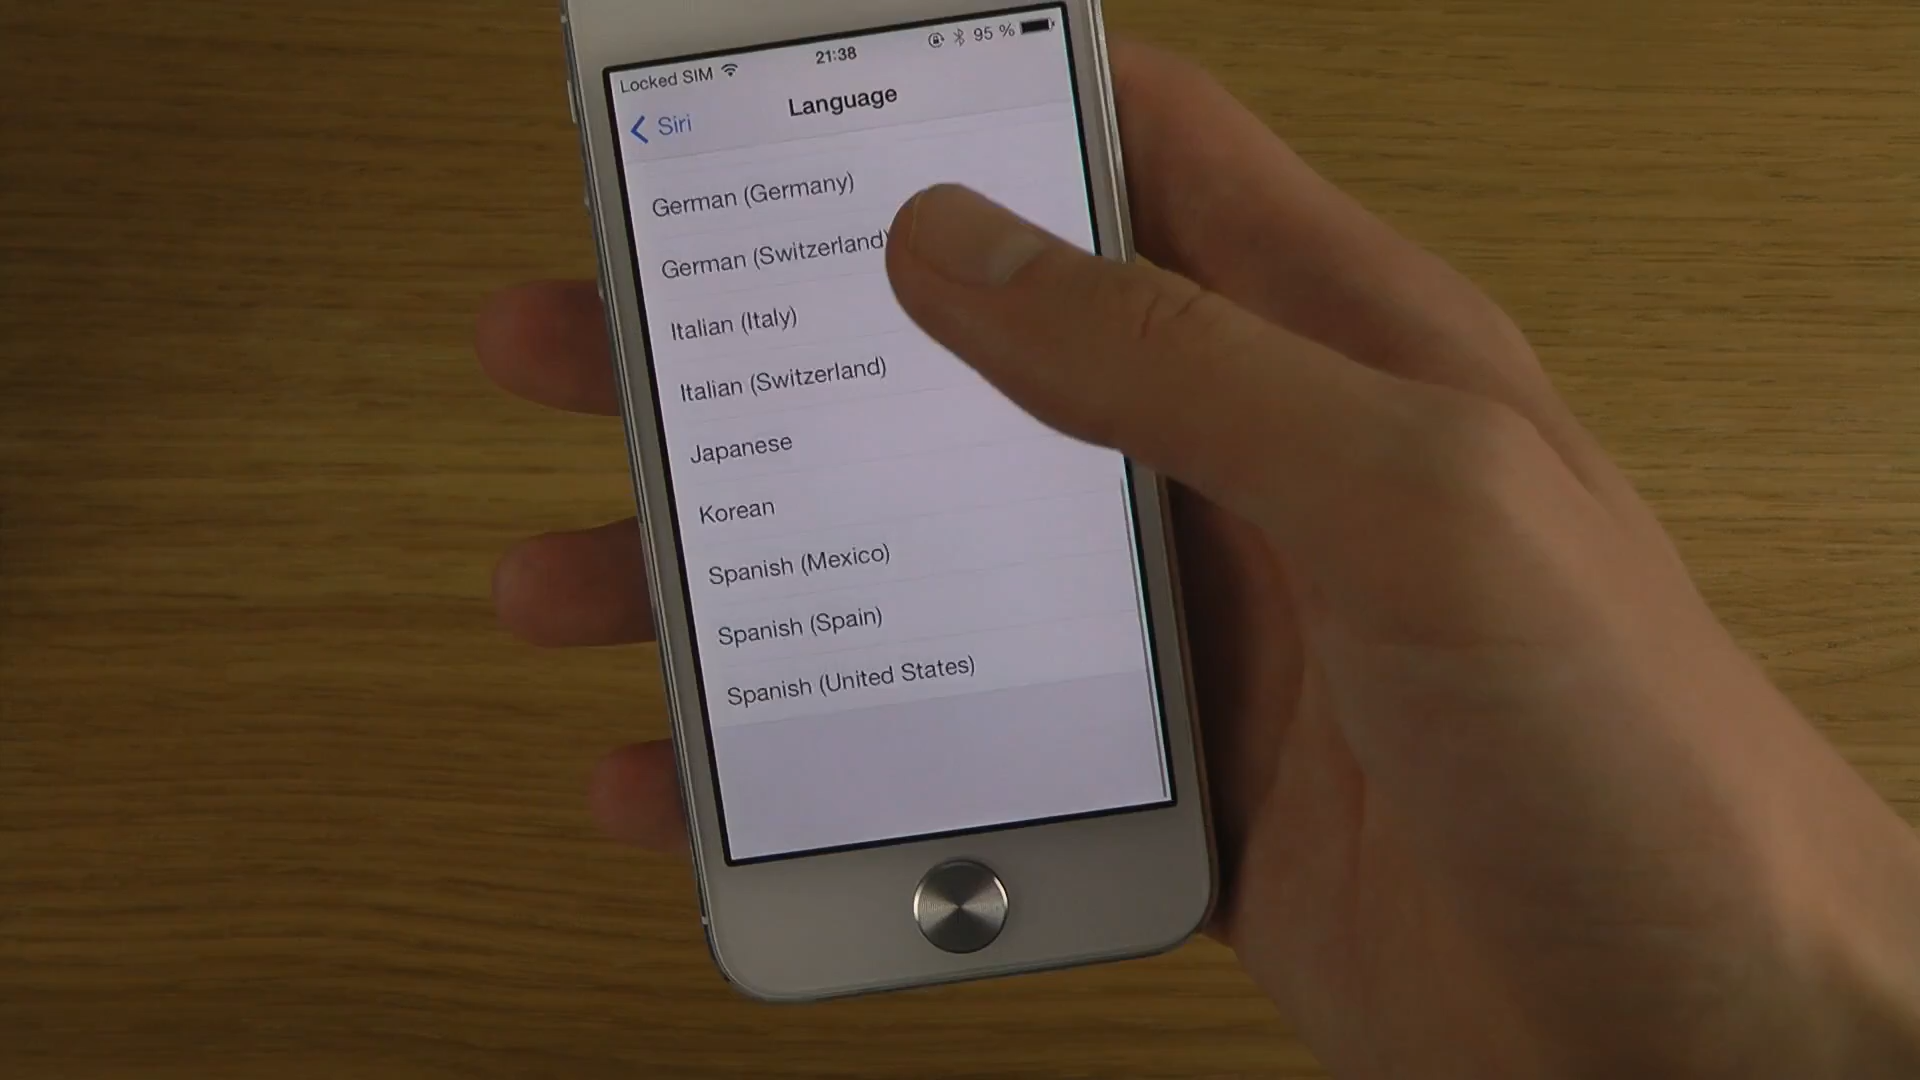 Locked SIM 21:38 95 %
Siri Language
German (Germany)
German (Switzerland)
Italian (Italy)
Italian (Switzerland)
Japanese
Korean
Spanish (Mexico)
Spanish (Spain)
Spanish (United States)